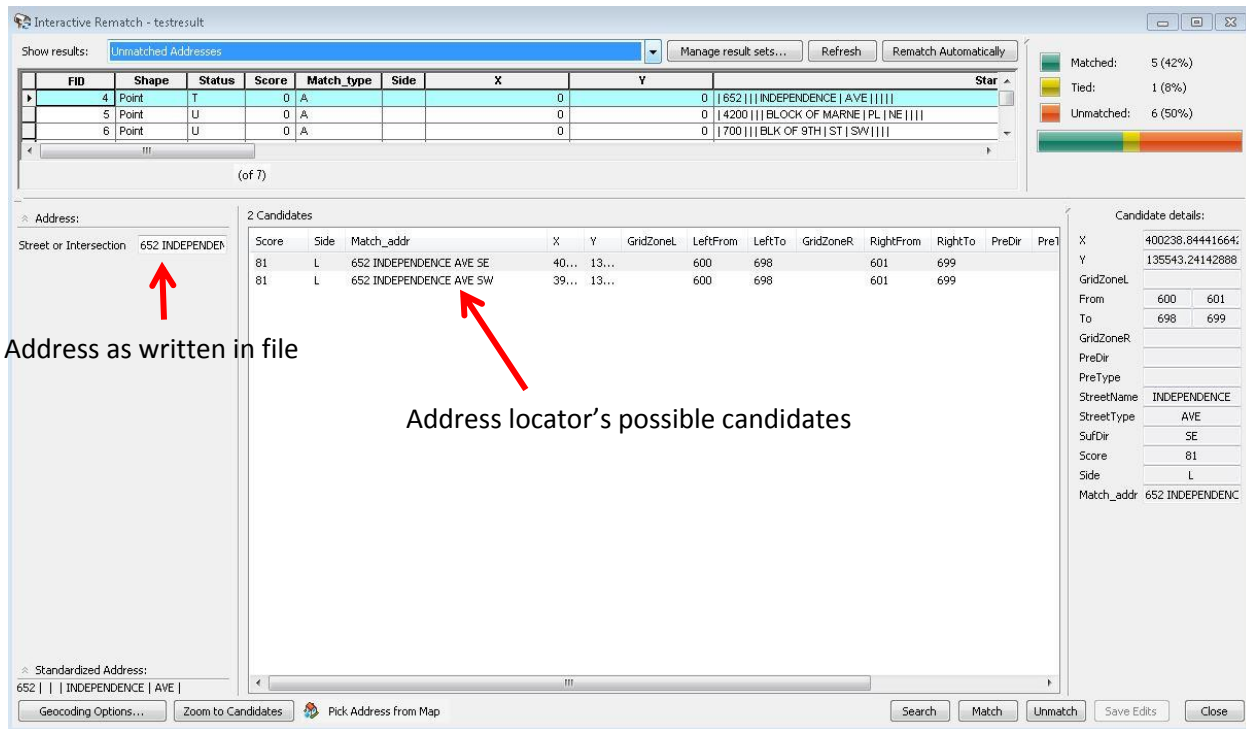 Interactive Rematch - testresult
Show results: Unmatched Addresses Manage result sets... Refresh Rematch Automatically
FID Shape Status Score Match_type Side X Y Star
4 Point T 0 A 0 0 | 652 | | | INDEPENDENCE | AVE | | | | |
5 Point U 0 A 0 0 | 4200 | | | BLOCK OF MARNE | PL | NE | | | |
6 Point U 0 A 0 0 | 700 | | | BLK OF 9TH | ST | SW | | | |
(of 7)
Matched: 5 (42%)
Tied: 1 (8%)
Unmatched: 6 (50%)
Address:
Street or Intersection 652 INDEPENDEN
Address as written in file
2 Candidates
Score Side Match_addr X Y GridZoneL LeftFrom LeftTo GridZoneR RightFrom RightTo PreDir PreT
81 L 652 INDEPENDENCE AVE SE 40... 13... 600 698 601 699
81 L 652 INDEPENDENCE AVE SW 39... 13... 600 698 601 699
Address locator's possible candidates
Candidate details:
X 400238.844416642
Y 135543.24142888
GridZoneL
From 600 601
To 698 699
GridZoneR
PreDir
PreType
StreetName INDEPENDENCE
StreetType AVE
SufDir SE
Score 81
Side L
Match_addr 652 INDEPENDENC
Standardized Address:
652 | | | INDEPENDENCE | AVE |
Geocoding Options... Zoom to Candidates Pick Address from Map Search Match Unmatch Save Edits Close